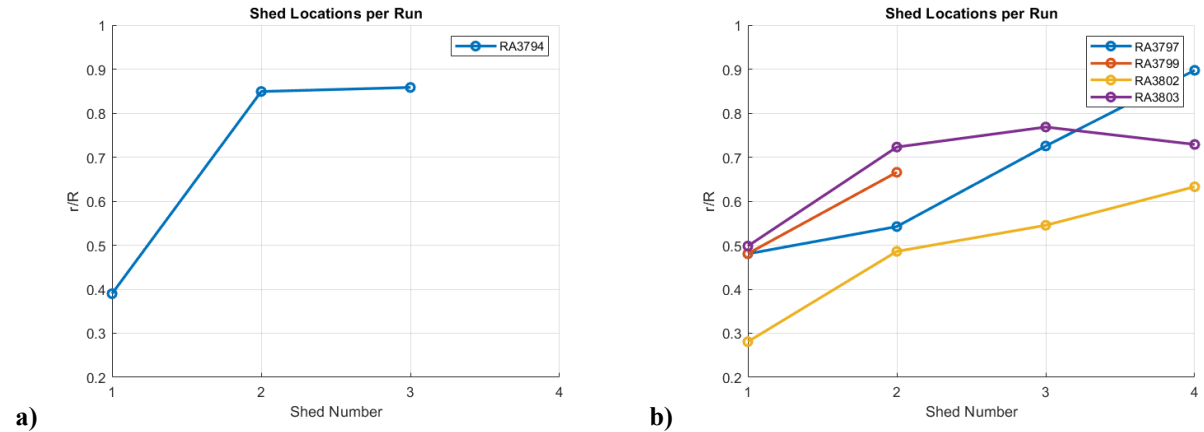 Shed Locations per Run
1
0.9
0.8
0.7
0.6
0.5
0.4
0.3
0.2
r/R
RA3794
1 2 3 4
Shed Number
a)
Shed Locations per Run
1
0.9
0.8
0.7
0.6
0.5
0.4
0.3
0.2
r/R
RA3797
RA3799
RA3802
RA3803
1 2 3 4
Shed Number
b)